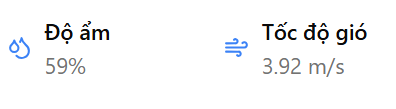 Độ ẩm
59%
Tốc độ gió
3.92 m/s